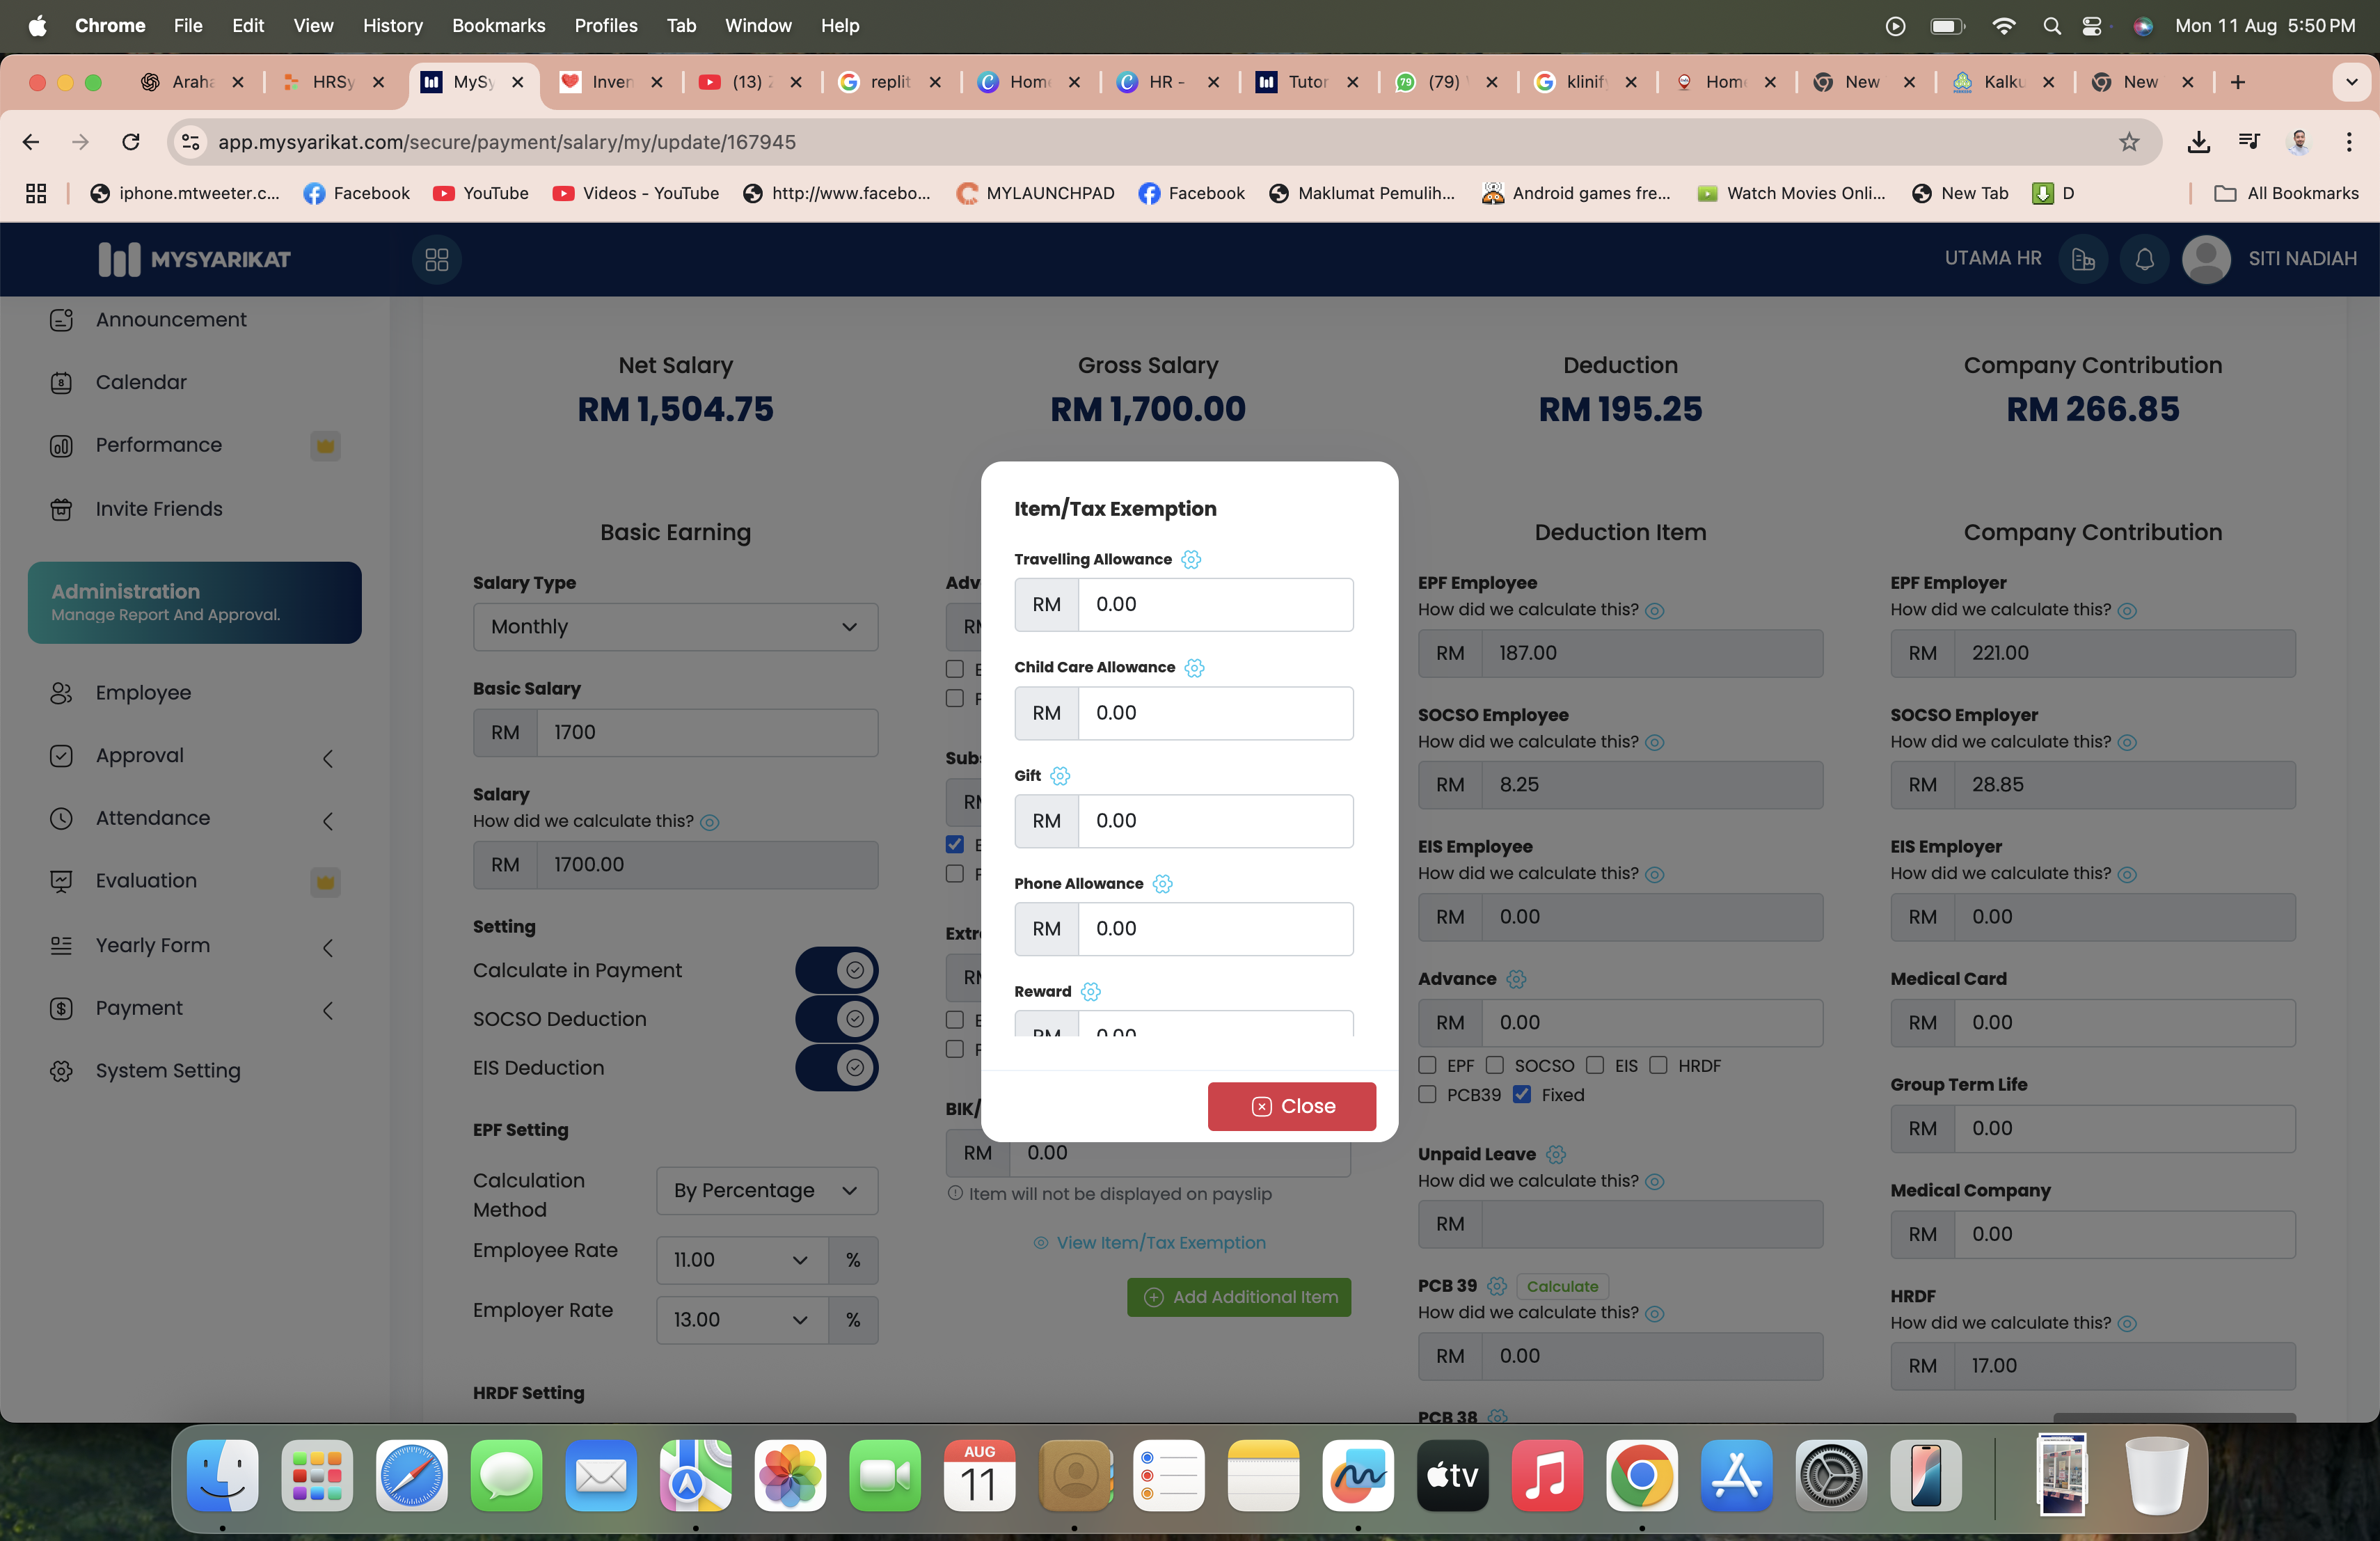 Chrome File Edit View History Bookmarks Profiles Tab Window Help Mon 11 Aug 5:50 PM
Araha HRSy MySy Inven (13) replit Home HR - Tutor (79) klinify Home New Kalku New
app.mysyarikat.com/secure/payment/salary/my/update/167945
iphone.mtweeter.c... Facebook YouTube Videos - YouTube http://www.facebo... MYLAUNCHPAD Facebook Maklumat Pemulih... Android games fre... Watch Movies Onli... New Tab D All Bookmarks
MYSYARIKAT UTAMA HR SITI NADIAH
Announcement
Calendar
Performance
Invite Friends
Administration
Manage Report And Approval.
Employee
Approval
Attendance
Evaluation
Yearly Form
Payment
System Setting
Net Salary
RM 1,504.75
Gross Salary
RM 1,700.00
Deduction
RM 195.25
Company Contribution
RM 266.85
Basic Earning
Salary Type
Monthly
Basic Salary
RM 1700
Salary
How did we calculate this?
RM 1700.00
Setting
Calculate in Payment
SOCSO Deduction
EIS Deduction
EPF Setting
Calculation
Method
By Percentage
Employee Rate
11.00 %
Employer Rate
13.00 %
HRDF Setting
BIK/
RM 0.00
Item will not be displayed on payslip
View Item/Tax Exemption
Add Additional Item
Item/Tax Exemption
Travelling Allowance
RM 0.00
Child Care Allowance
RM 0.00
Gift
RM 0.00
Phone Allowance
RM 0.00
Reward
RM 0.00
Close
Deduction Item
EPF Employee
How did we calculate this?
RM 187.00
SOCSO Employee
How did we calculate this?
RM 8.25
EIS Employee
How did we calculate this?
RM 0.00
Advance
RM 0.00
EPF SOCSO EIS HRDF
PCB39 Fixed
Unpaid Leave
How did we calculate this?
RM
PCB 39 Calculate
How did we calculate this?
RM 0.00
PCB 38
Company Contribution
EPF Employer
How did we calculate this?
RM 221.00
SOCSO Employer
How did we calculate this?
RM 28.85
EIS Employer
How did we calculate this?
RM 0.00
Medical Card
RM 0.00
Group Term Life
RM 0.00
Medical Company
RM 0.00
HRDF
How did we calculate this?
RM 17.00
AUG
11
tv